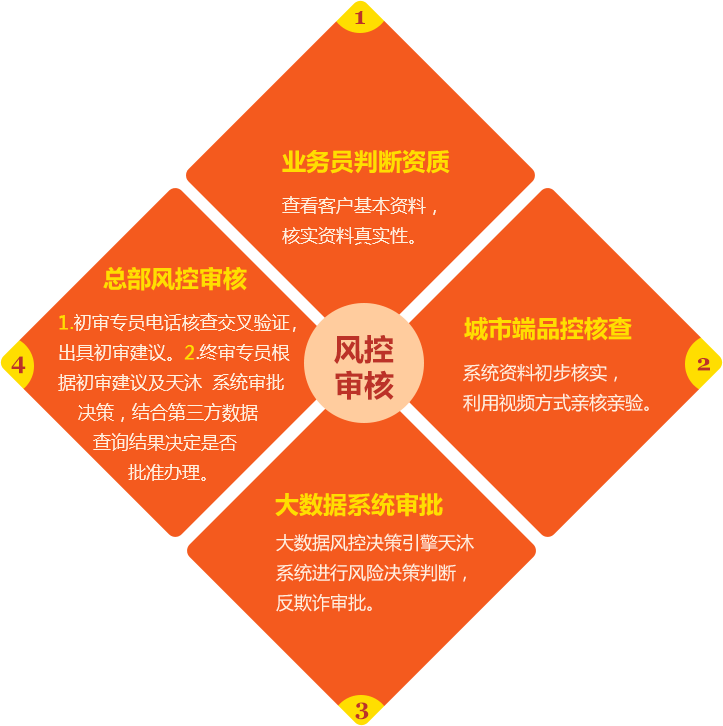 1
业务员判断资质
查看客户基本资料，
核实资料真实性。
2
城市端品控核查
系统资料初步核实，
利用视频方式亲核亲验。
3
大数据系统审批
大数据风控决策引擎天沐
系统进行风险决策判断，
反欺诈审批。
4
总部风控审核
1.初审专员电话核查交叉验证，
出具初审建议。2.终审专员根
据初审建议及天沐 系统审批
决策，结合第三方数据
查询结果决定是否
批准办理。
风控
审核